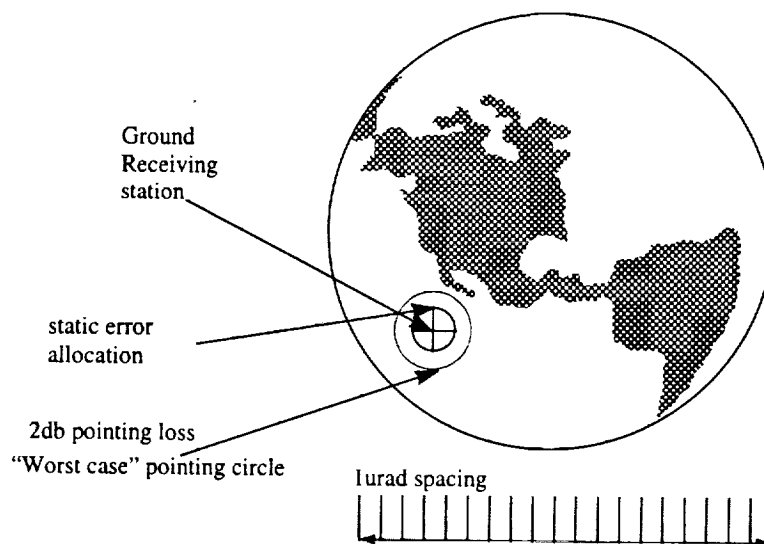 Ground
Receiving
station
static error
allocation
2db pointing loss
“Worst case” pointing circle
1urad spacing